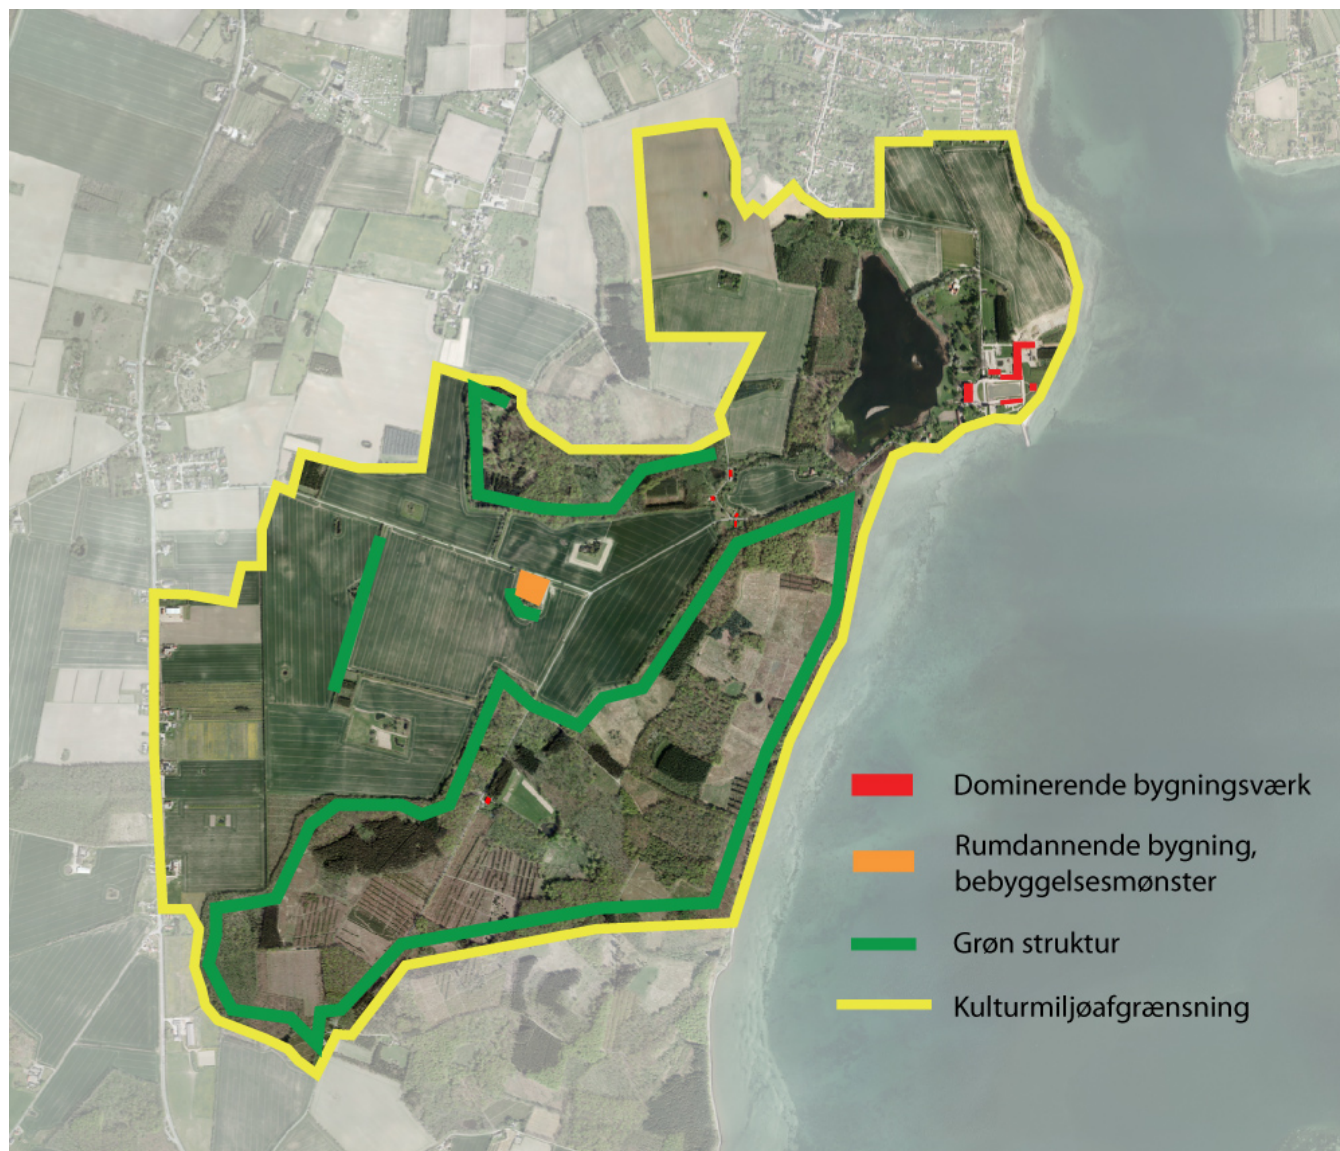 Dominerende bygningsværk
Rumdannende bygning,
bebyggelsesmønster
Grøn struktur
Kulturmiljøafgrænsning